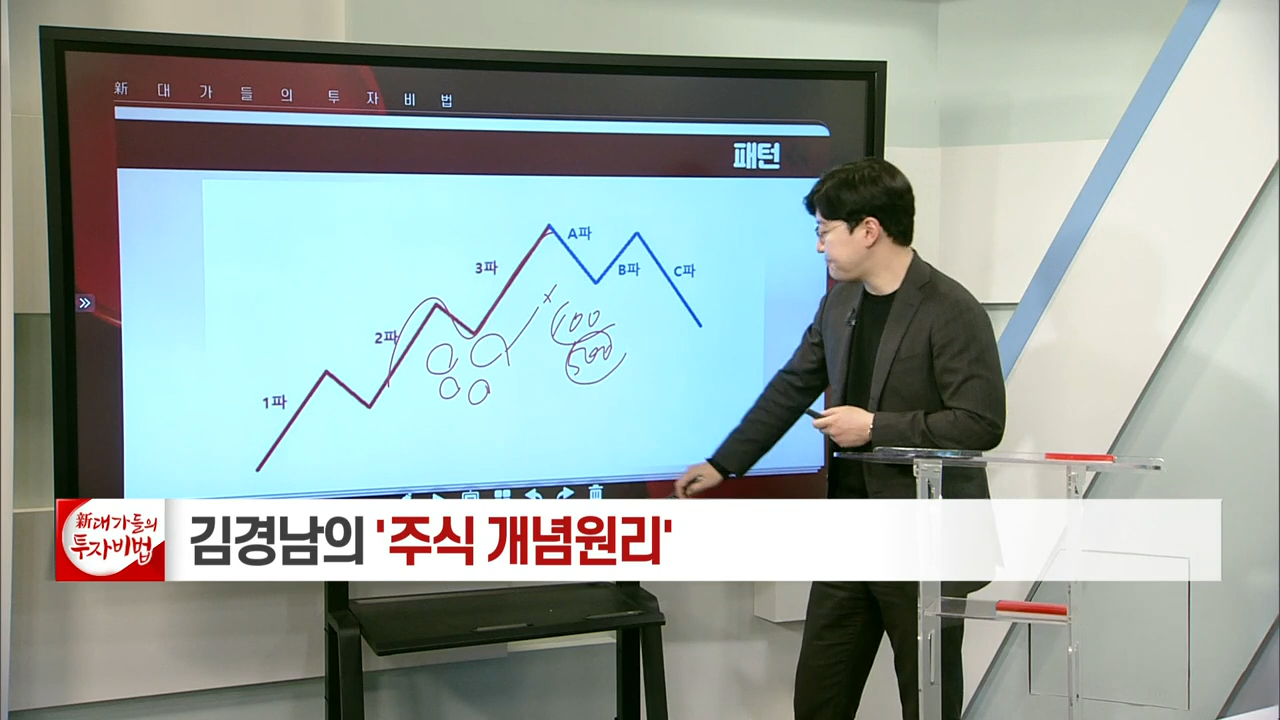 新 대 가 들 의 투 자 비 법
패턴
A파
3파
B파
C파
100
500
2파
1파
新대가들의
투자비법
김경남의 '주식 개념원리'